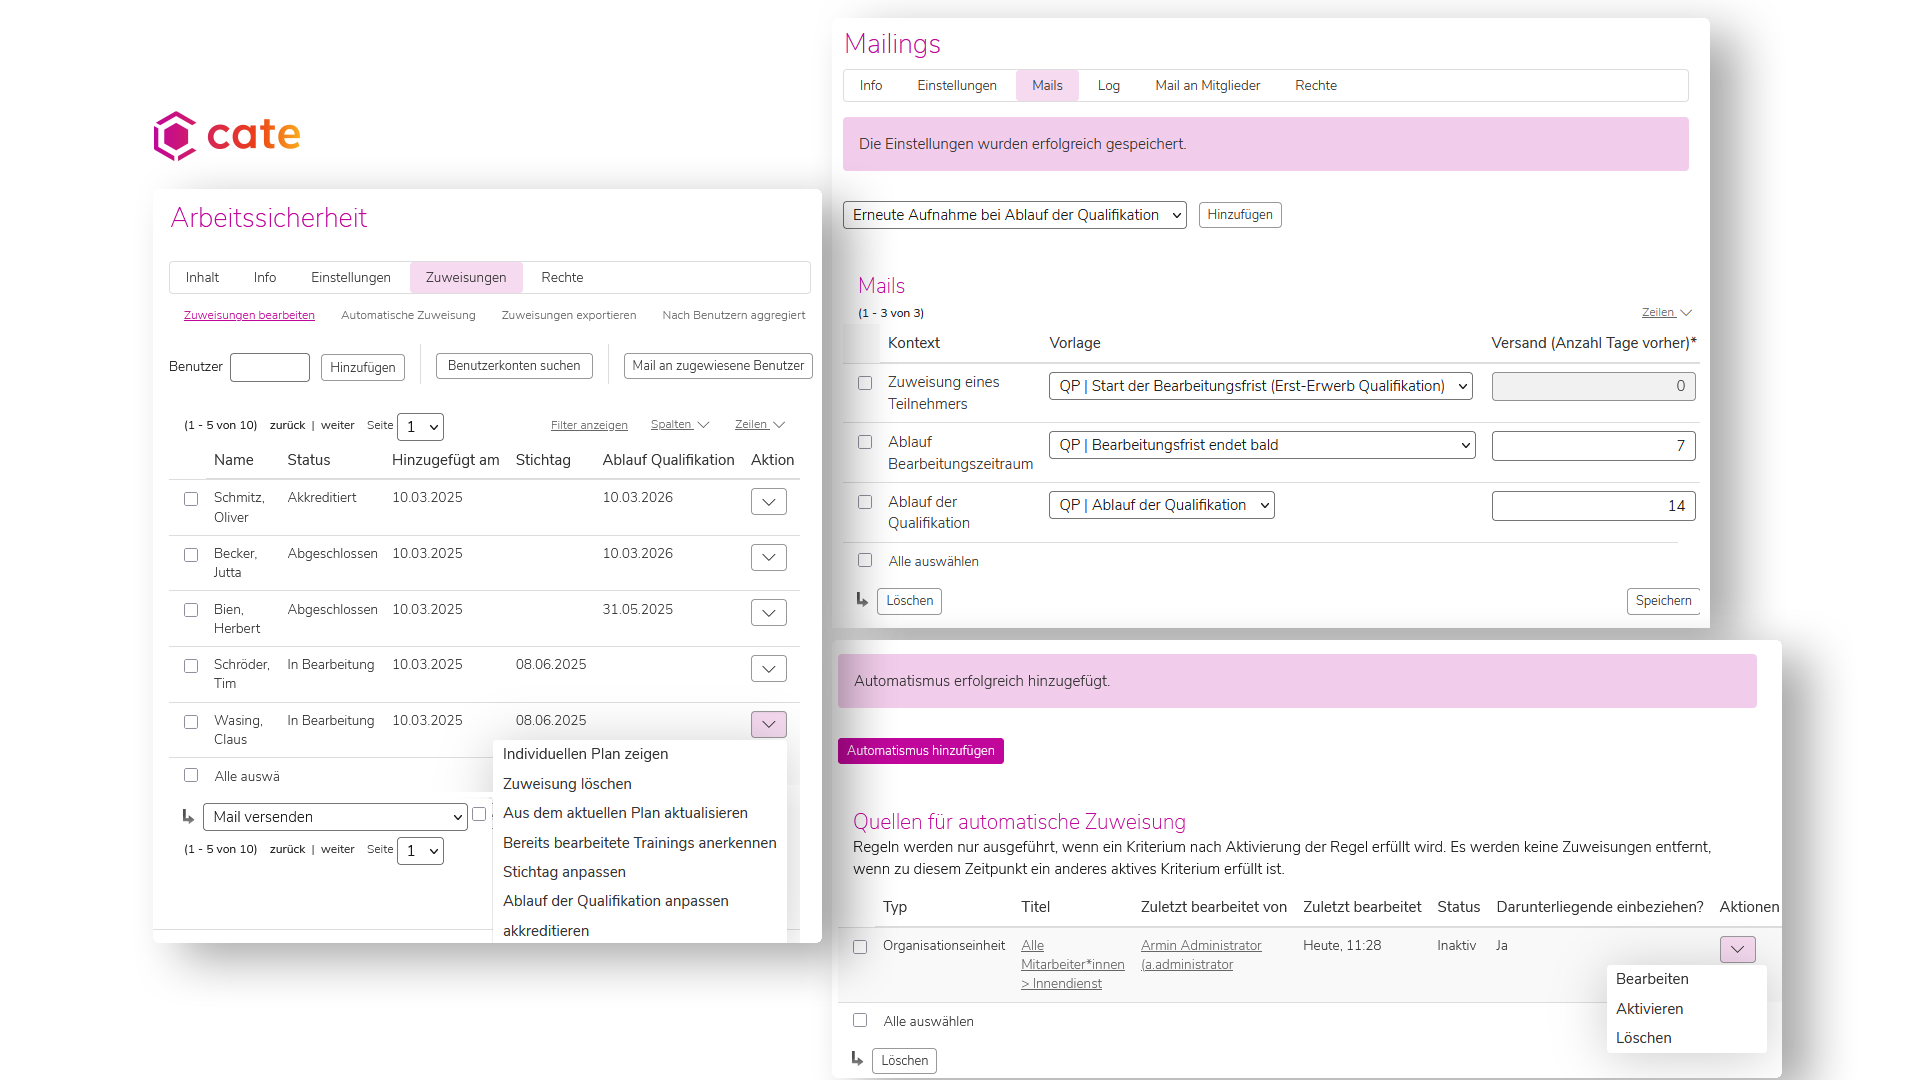 cate
Arbeitssicherheit
Inhalt Info Einstellungen Zuweisungen Rechte
Zuweisungen bearbeiten Automatische Zuweisung Zuweisungen exportieren Nach Benutzern aggregiert
Benutzer Hinzufügen Benutzerkonten suchen Mail an zugewiesene Benutzer
(1 - 5 von 10) zurück | weiter Seite 1 Filter anzeigen Spalten Zeilen
Name Status Hinzugefügt am Stichtag Ablauf Qualifikation Aktion
Schmitz, Akkreditiert 10.03.2025 10.03.2026
Oliver
Becker, Abgeschlossen 10.03.2025 10.03.2026
Jutta
Bien, Abgeschlossen 10.03.2025 31.05.2025
Herbert
Schröder, In Bearbeitung 10.03.2025 08.06.2025
Tim
Wasing, In Bearbeitung 10.03.2025 08.06.2025
Claus
Alle auswä
Mail versenden
(1 - 5 von 10) zurück | weiter Seite 1
Individuellen Plan zeigen
Zuweisung löschen
Aus dem aktuellen Plan aktualisieren
Bereits bearbeitete Trainings anerkennen
Stichtag anpassen
Ablauf der Qualifikation anpassen
akkreditieren
Mailings
Info Einstellungen Mails Log Mail an Mitglieder Rechte
Die Einstellungen wurden erfolgreich gespeichert.
Erneute Aufnahme bei Ablauf der Qualifikation Hinzufügen
Mails
(1 - 3 von 3) Zeilen
Kontext Vorlage Versand (Anzahl Tage vorher)*
Zuweisung eines QP | Start der Bearbeitungsfrist (Erst-Erwerb Qualifikation) 0
Teilnehmers
Ablauf QP | Bearbeitungsfrist endet bald 7
Bearbeitungszeitraum
Ablauf der QP | Ablauf der Qualifikation 14
Qualifikation
Alle auswählen
Löschen Speichern
Automatismus erfolgreich hinzugefügt.
Automatismus hinzufügen
Quellen für automatische Zuweisung
Regeln werden nur ausgeführt, wenn ein Kriterium nach Aktivierung der Regel erfüllt wird. Es werden keine Zuweisungen entfernt,
wenn zu diesem Zeitpunkt ein anderes aktives Kriterium erfüllt ist.
Typ Titel Zuletzt bearbeitet von Zuletzt bearbeitet Status Darunterliegende einbeziehen? Aktionen
Organisationseinheit Alle Armin Administrator Heute, 11:28 Inaktiv Ja
Mitarbeiter*innen (a.administrator
> Innendienst
Bearbeiten
Aktivieren
Löschen
Alle auswählen
Löschen